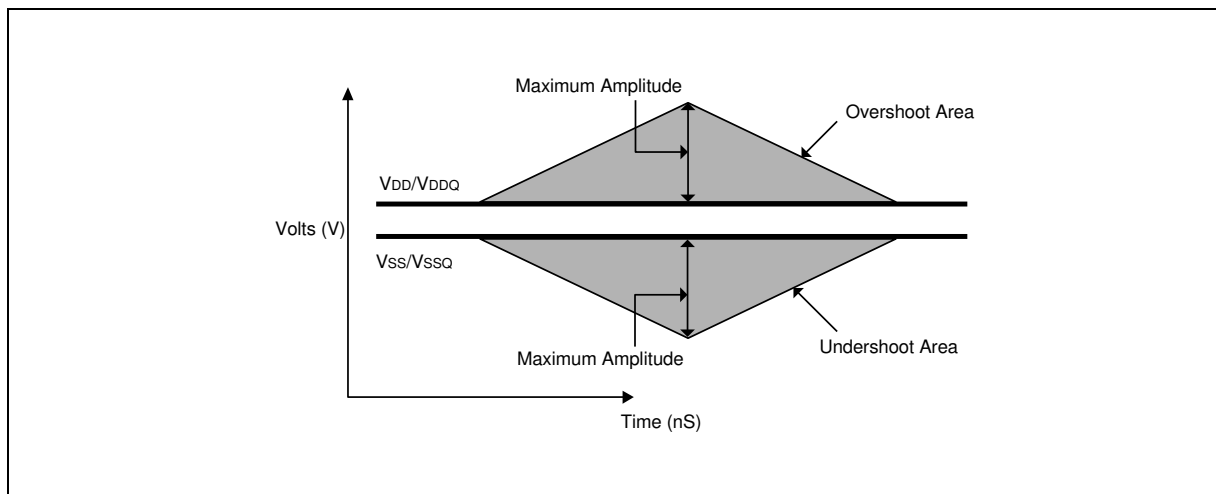 Maximum Amplitude
Overshoot Area
VDD/VDDQ
Volts (V)
VSS/VSSQ
Maximum Amplitude
Undershoot Area
Time (nS)